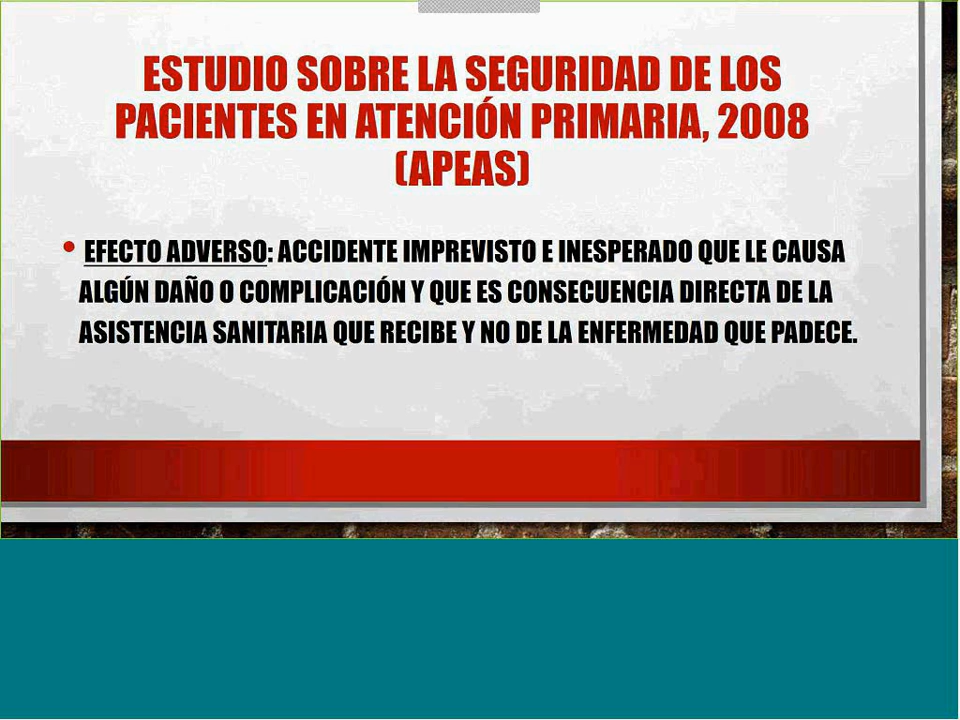 ESTUDIO SOBRE LA SEGURIDAD DE LOS
PACIENTES EN ATENCIÓN PRIMARIA, 2008
(APEAS)
• EFECTO ADVERSO: ACCIDENTE IMPREVISTO E INESPERADO QUE LE CAUSA
ALGÚN DAÑO O COMPLICACIÓN Y QUE ES CONSECUENCIA DIRECTA DE LA
ASISTENCIA SANITARIA QUE RECIBE Y NO DE LA ENFERMEDAD QUE PADECE.